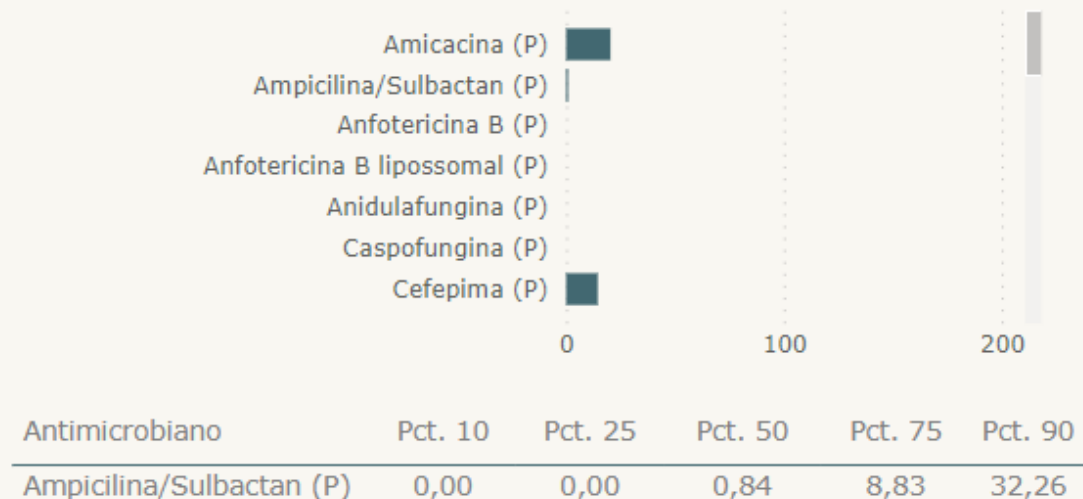 Amicacina (P)
Ampicilina/Sulbactan (P)
Anfotericina B (P)
Anfotericina B lipossomal (P)
Anidulafungina (P)
Caspofungina (P)
Cefepima (P)
0 100 200
Antimicrobiano Pct. 10 Pct. 25 Pct. 50 Pct. 75 Pct. 90
Ampicilina/Sulbactan (P) 0,00 0,00 0,84 8,83 32,26